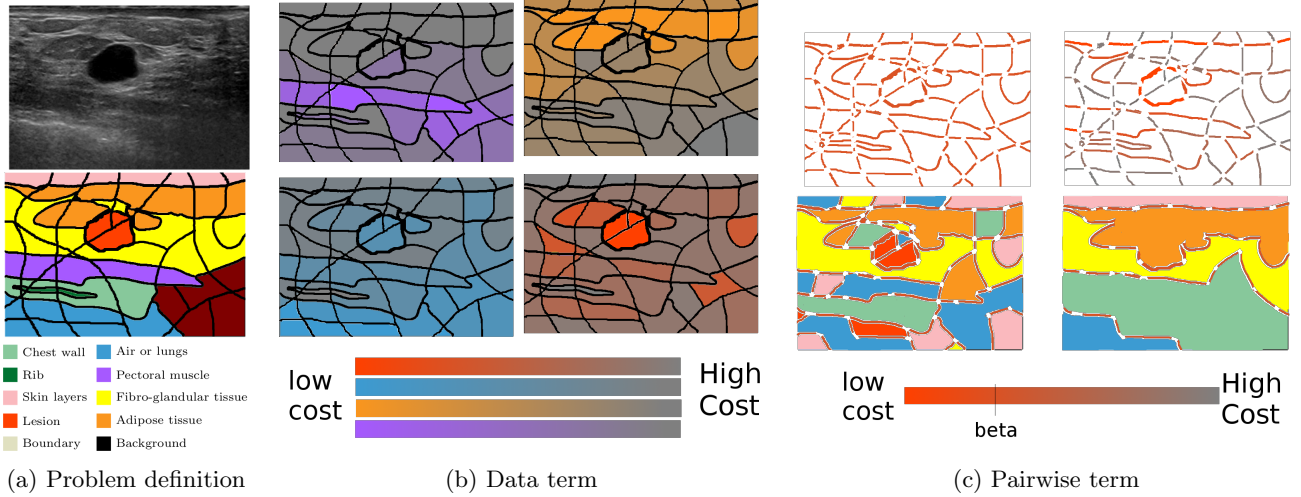 Chest wall
Air or lungs
Rib
Pectoral muscle
Skin layers
Fibro-glandular tissue
Lesion
Adipose tissue
Boundary
Background
low
cost
High
Cost
low
cost
High
Cost
beta
(a) Problem definition
(b) Data term
(c) Pairwise term